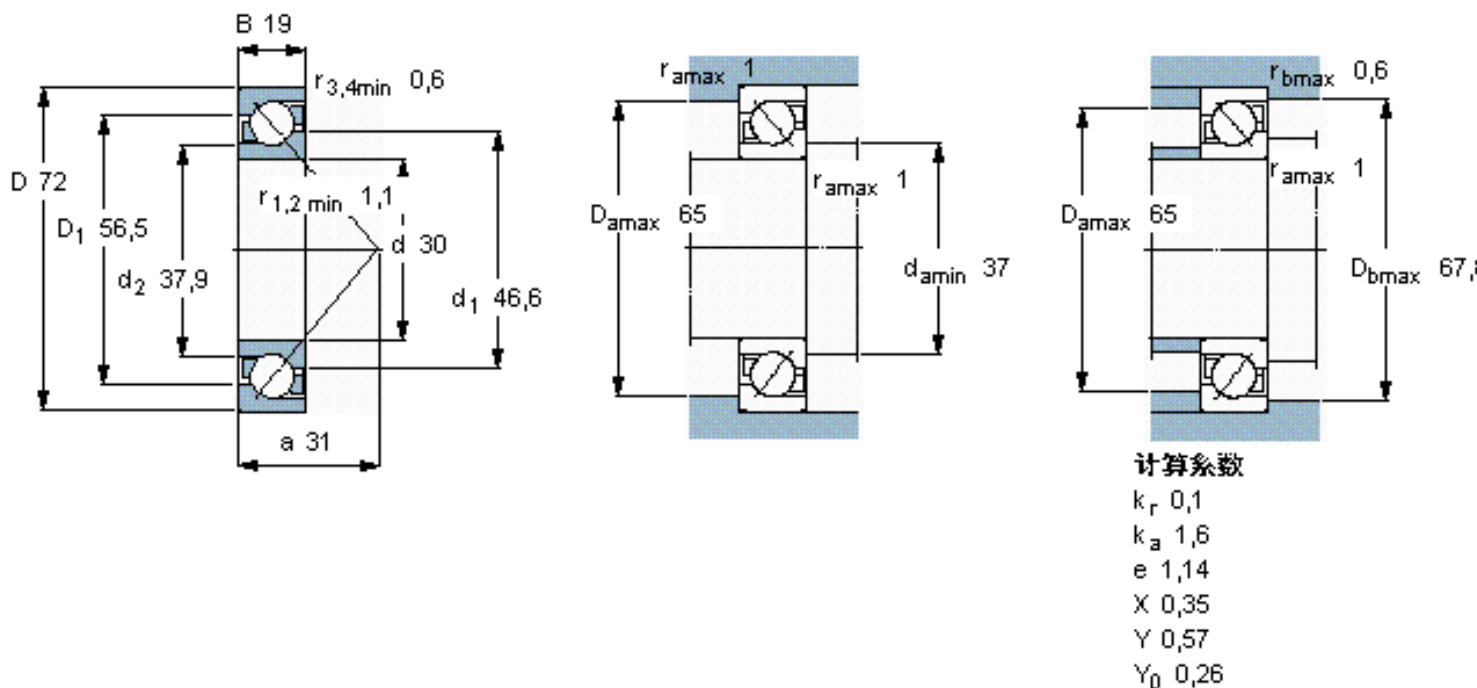 B 19
r3,4min 0,6
D 72
D1 56,5
d2 37,9
r1,2 min 1,1
d 30
d1 46,6
a 31
ramax 1
ramax 1
Damax 65
damin 37
rbmax 0,6
ramax 1
Damax 65
Dbmax 67,8
计算系数
kr 0,1
ka 1,6
e 1,14
X 0,35
Y 0,57
Y0 0,26